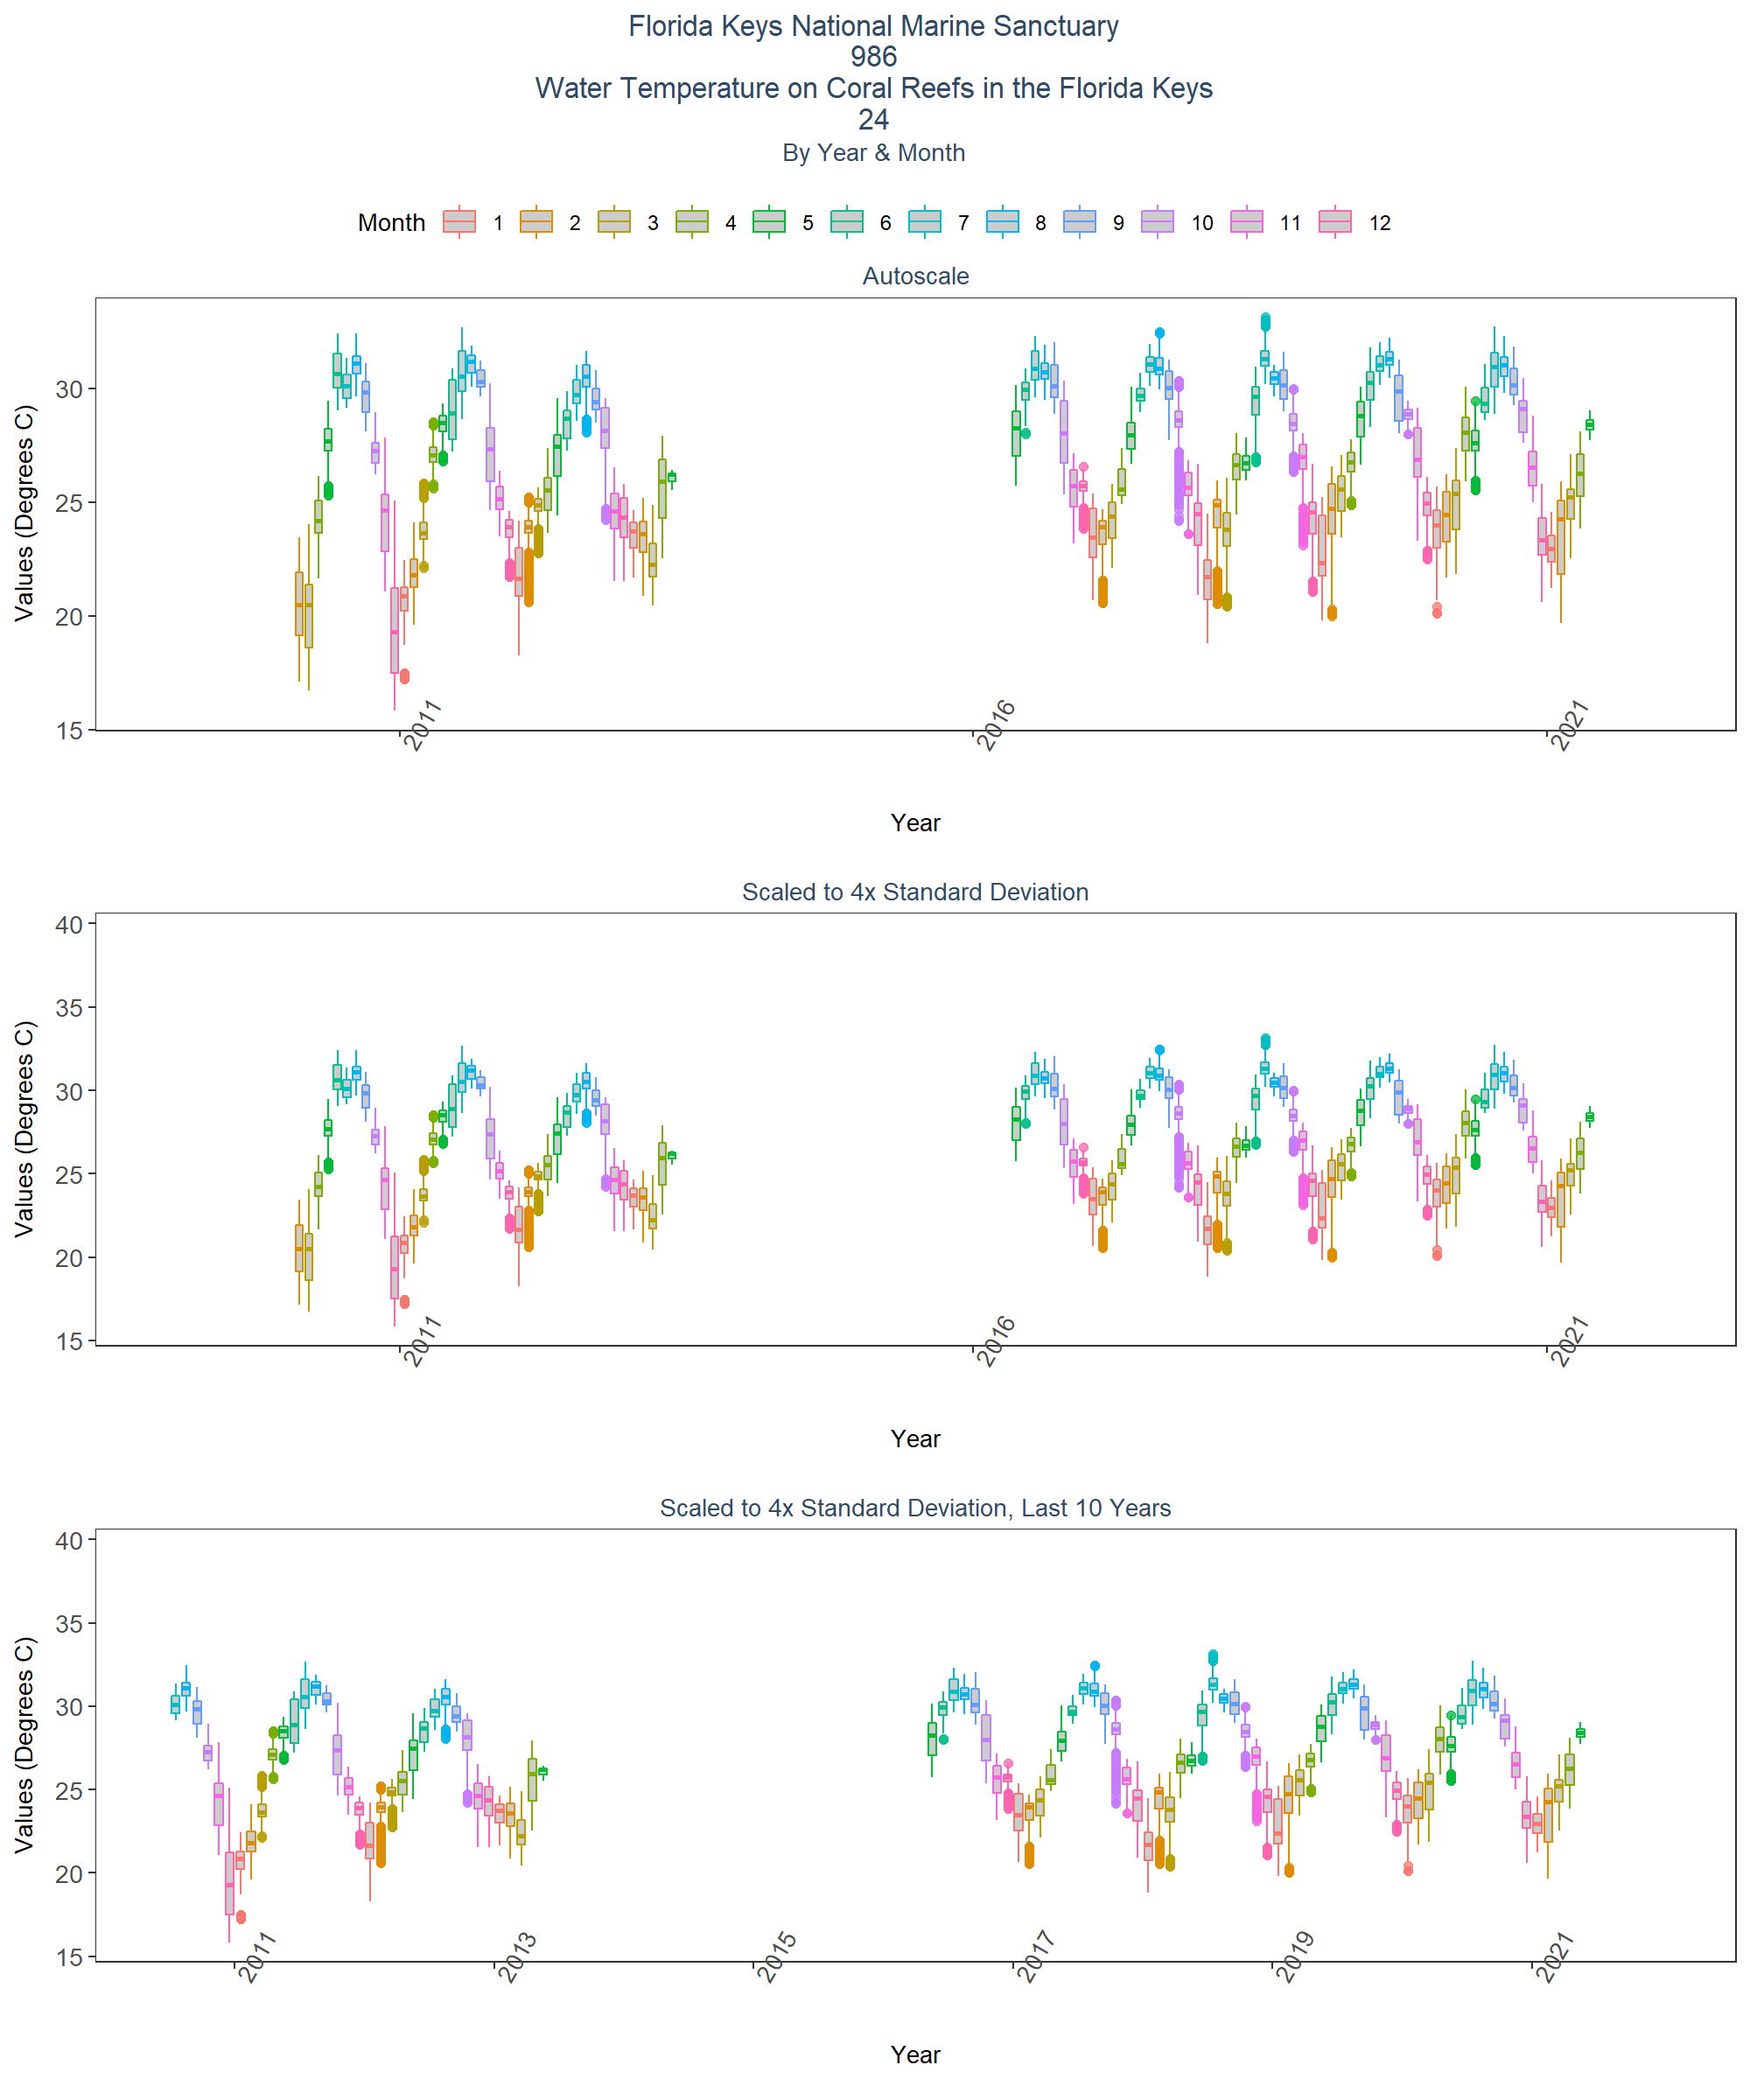 Florida Keys National Marine Sanctuary
986
Water Temperature on Coral Reefs in the Florida Keys
24
By Year & Month
Month 1 2 3 4 5 6 7 8 9 10 11 12
Autoscale
Values (Degrees C)
30
25
20
15
2011 2016 2021
Year
Scaled to 4x Standard Deviation
Values (Degrees C)
40
35
30
25
20
15
2011 2016 2021
Year
Scaled to 4x Standard Deviation, Last 10 Years
Values (Degrees C)
40
35
30
25
20
15
2011 2013 2015 2017 2019 2021
Year